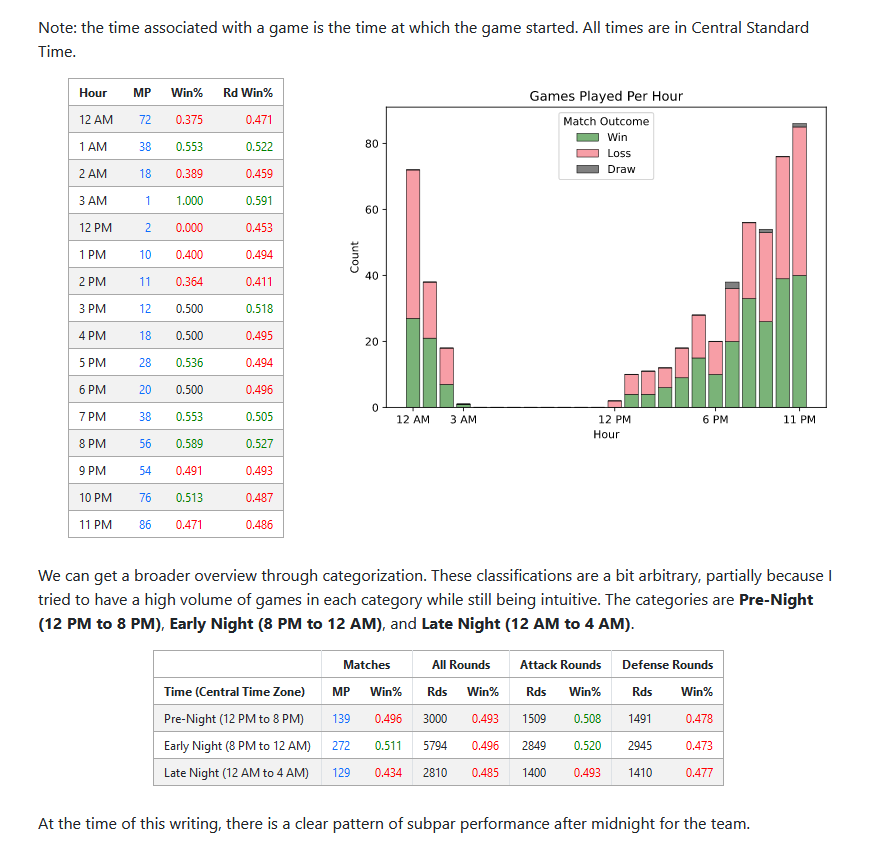 Note: the time associated with a game is the time at which the game started. All times are in Central Standard
Time.
Hour MP Win% Rd Win%
12 AM 72 0.375 0.471
1 AM 38 0.553 0.522
2 AM 18 0.389 0.459
3 AM 1 1.000 0.591
12 PM 2 0.000 0.453
1 PM 10 0.400 0.494
2 PM 11 0.364 0.411
3 PM 12 0.500 0.518
4 PM 18 0.500 0.495
5 PM 28 0.536 0.494
6 PM 20 0.500 0.496
7 PM 38 0.553 0.505
8 PM 56 0.589 0.527
9 PM 54 0.491 0.493
10 PM 76 0.513 0.487
11 PM 86 0.471 0.486
Games Played Per Hour
Match Outcome
Win
Loss
Draw
Count
80
60
40
20
0
12 AM 3 AM 12 PM 6 PM 11 PM
Hour
We can get a broader overview through categorization. These classifications are a bit arbitrary, partially because I
tried to have a high volume of games in each category while still being intuitive. The categories are Pre-Night
(12 PM to 8 PM), Early Night (8 PM to 12 AM), and Late Night (12 AM to 4 AM).
Matches All Rounds Attack Rounds Defense Rounds
Time (Central Time Zone) MP Win% Rds Win% Rds Win% Rds Win%
Pre-Night (12 PM to 8 PM) 139 0.496 3000 0.493 1509 0.508 1491 0.478
Early Night (8 PM to 12 AM) 272 0.511 5794 0.496 2849 0.520 2945 0.473
Late Night (12 AM to 4 AM) 129 0.434 2810 0.485 1400 0.493 1410 0.477
At the time of this writing, there is a clear pattern of subpar performance after midnight for the team.